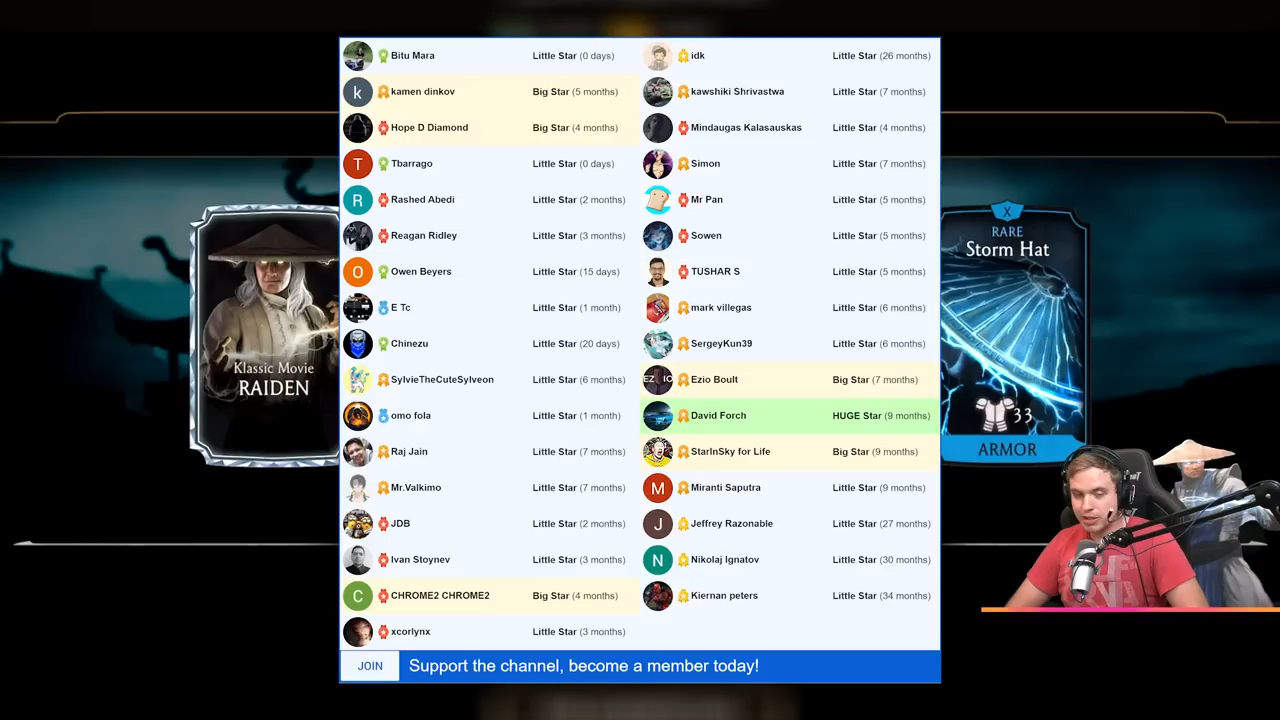 Bitu Mara Little Star (0 days)
kamen dinkov Big Star (5 months)
Hope D Diamond Big Star (4 months)
Tbarrago Little Star (0 days)
Rashed Abedi Little Star (2 months)
Reagan Ridley Little Star (3 months)
Owen Beyers Little Star (15 days)
E Tc Little Star (1 month)
Chinezu Little Star (20 days)
SylvieTheCuteSylveon Little Star (6 months)
omo fola Little Star (1 month)
Raj Jain Little Star (7 months)
Mr.Valkimo Little Star (7 months)
JDB Little Star (2 months)
Ivan Stoynev Little Star (3 months)
CHROME2 CHROME2 Big Star (4 months)
xcorlynx Little Star (3 months)
idk Little Star (26 months)
kawshiki Shrivastwa Little Star (7 months)
Mindaugas Kalasauskas Little Star (4 months)
Simon Little Star (7 months)
Mr Pan Little Star (5 months)
Sowen Little Star (5 months)
TUSHAR S Little Star (5 months)
mark villegas Little Star (6 months)
SergeyKun39 Little Star (6 months)
Ezio Boult Big Star (7 months)
David Forch HUGE Star (9 months)
StarInSky for Life Big Star (9 months)
Miranti Saputra Little Star (9 months)
Jeffrey Razonable Little Star (27 months)
Nikolaj Ignatov Little Star (30 months)
Kiernan peters Little Star (34 months)
k
T
R
O
C
M
J
N
JOIN Support the channel, become a member today!
Klassic Movie
RAIDEN
X
RARE
Storm Hat
33
ARMOR